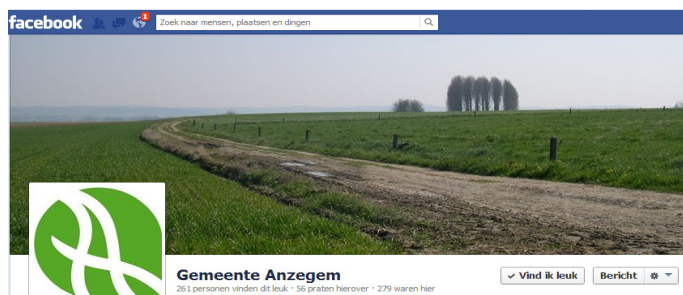 facebook 1 Zoek naar mensen, plaatsen en dingen
Gemeente Anzegem
261 personen vinden dit leuk · 56 praten hierover · 279 waren hier
✓ Vind ik leuk Bericht